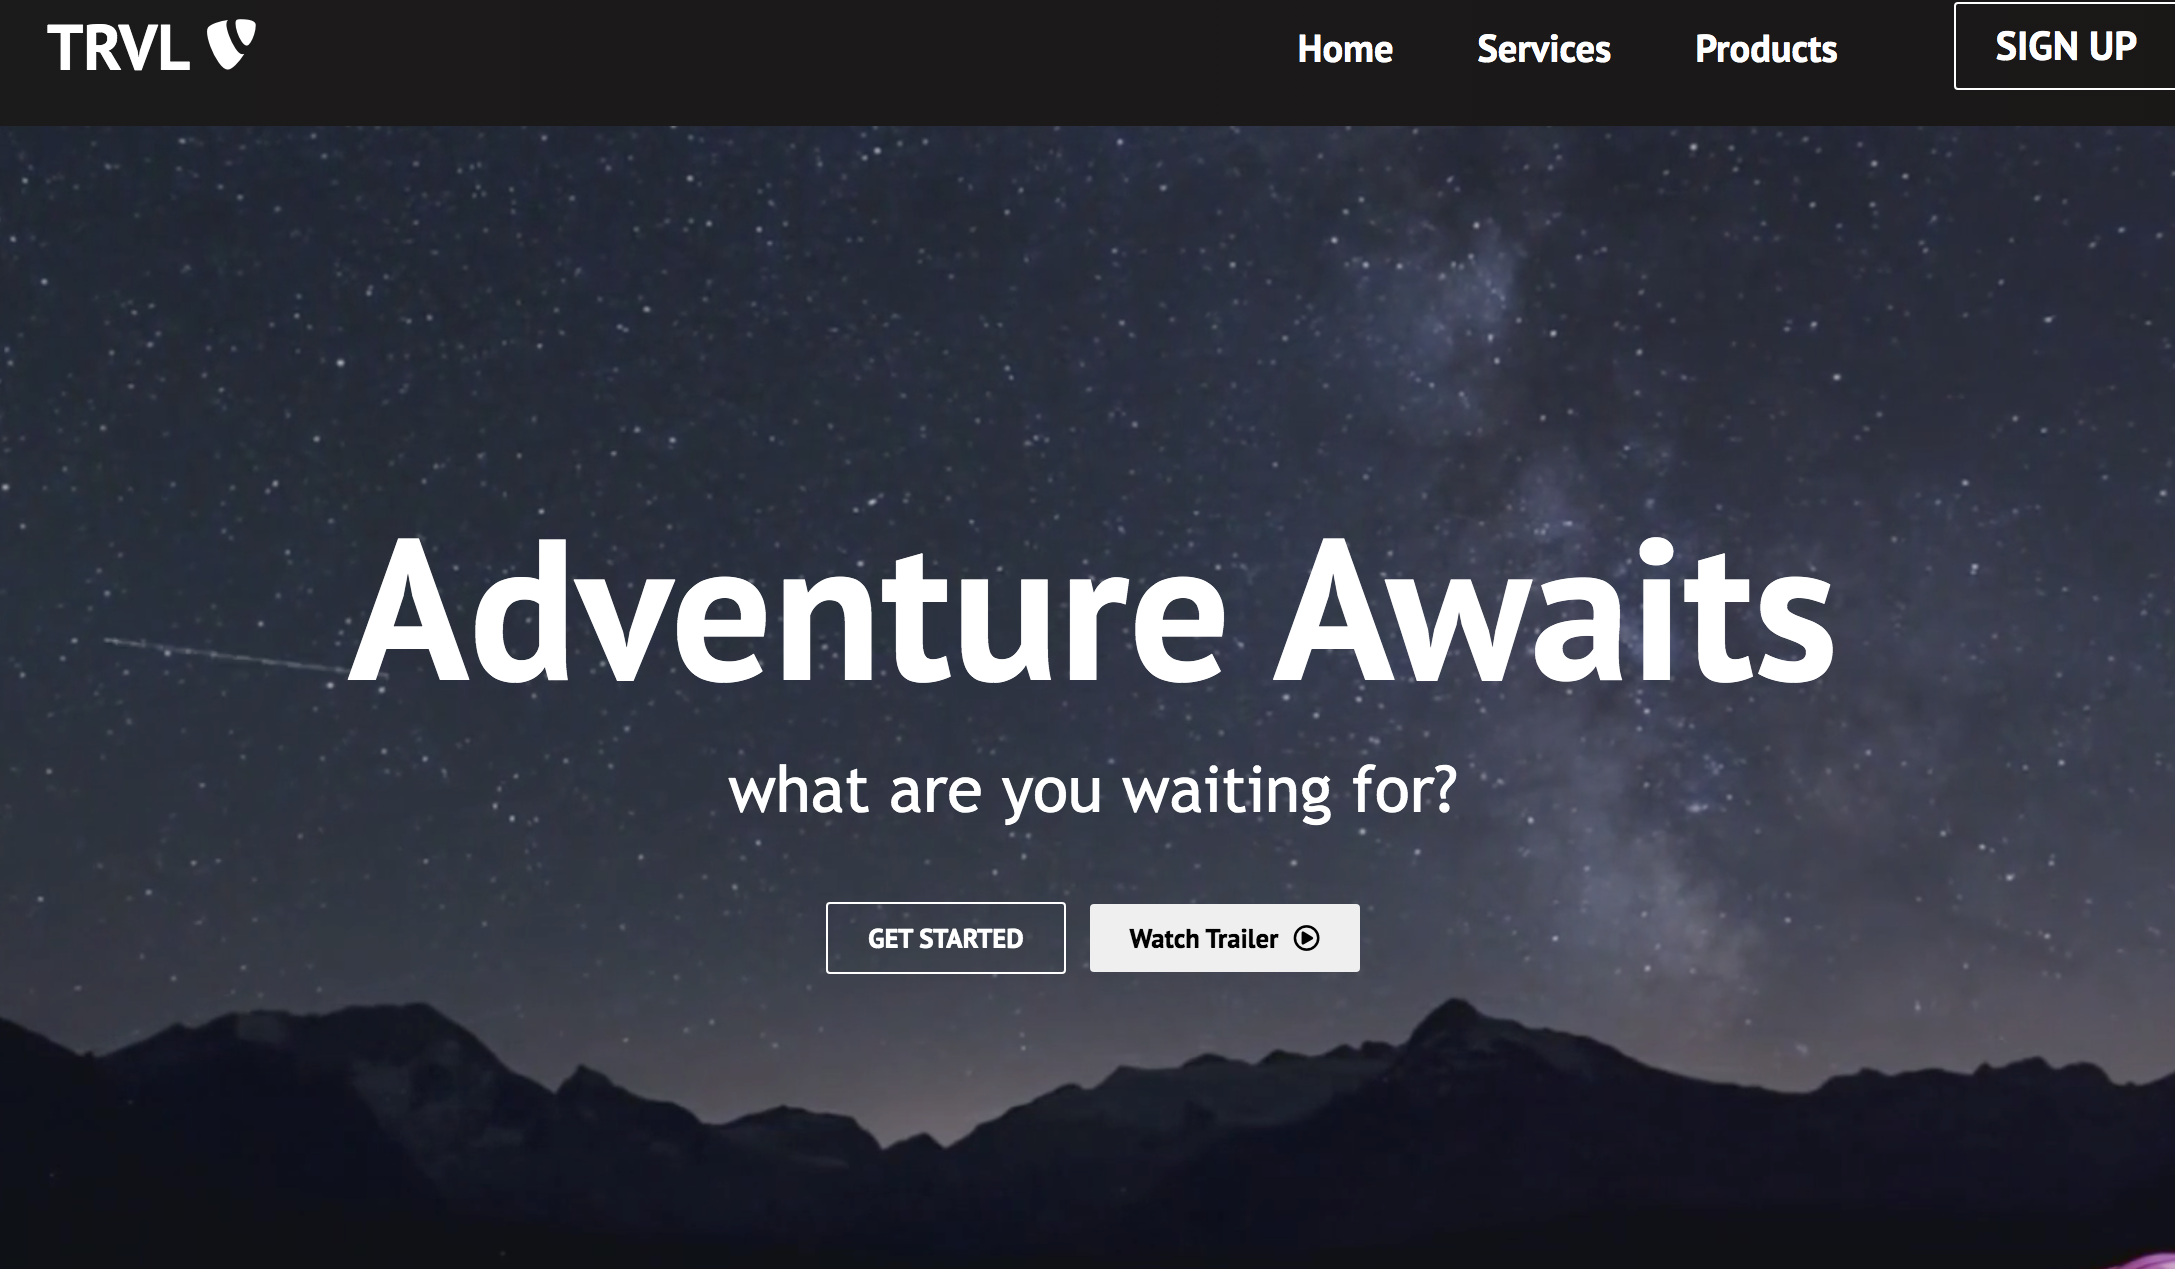 TRVL
Home Services Products SIGN UP
Adventure Awaits
what are you waiting for?
GET STARTED Watch Trailer